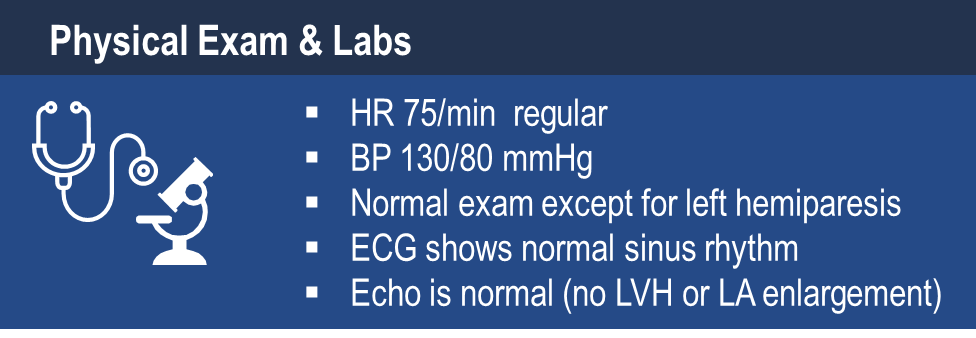 Physical Exam & Labs
▪ HR 75/min  regular
▪ BP 130/80 mmHg
▪ Normal exam except for left hemiparesis
▪ ECG shows normal sinus rhythm
▪ Echo is normal (no LVH or LA enlargement)